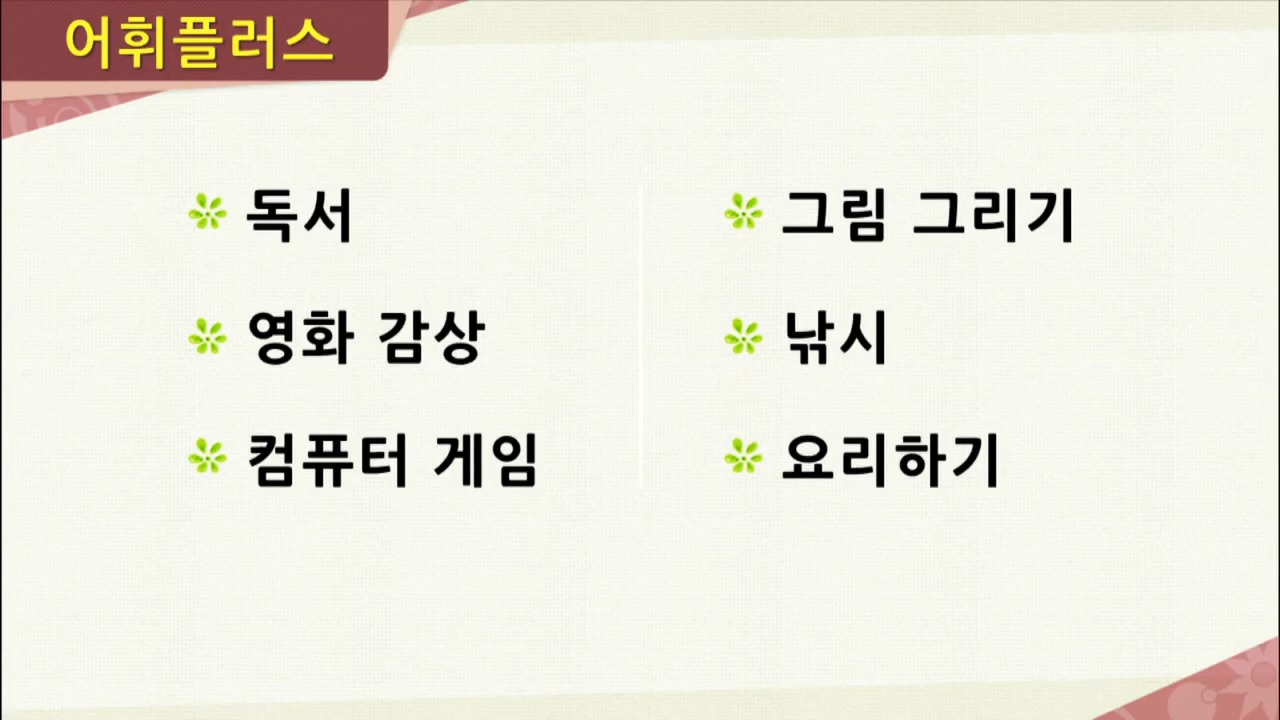 어휘플러스
독서
영화 감상
컴퓨터 게임
그림 그리기
낚시
요리하기